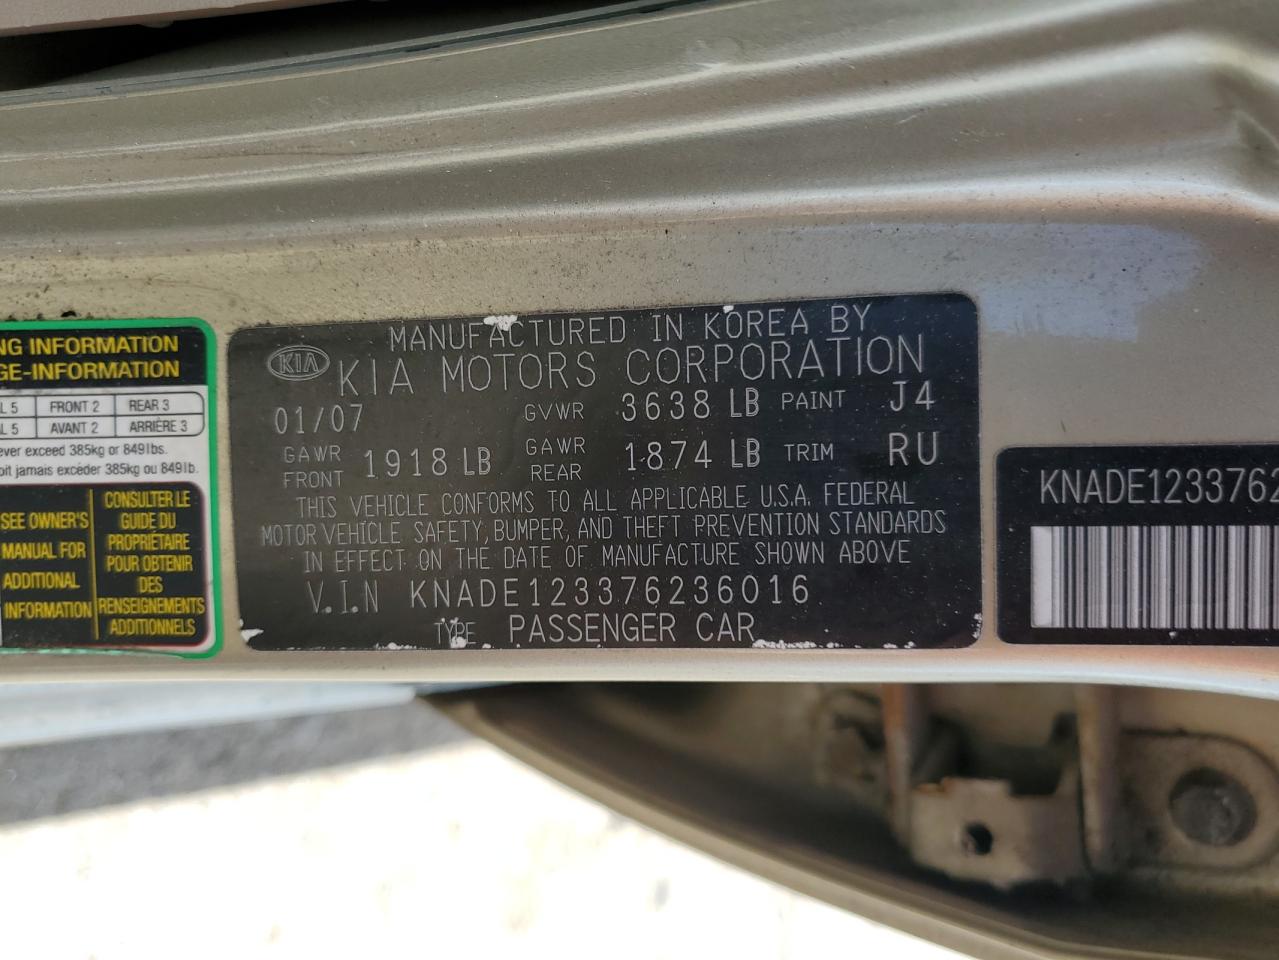 NG INFORMATION
GE-INFORMATION
L 5 FRONT 2 REAR 3
L 5 AVANT 2 ARRIÈRE 3
ever exceed 385kg or 849lbs.
oit jamais excéder 385kg ou 849lb.
SEE OWNER'S
MANUAL FOR
ADDITIONAL
INFORMATION
CONSULTER LE
GUIDE DU
PROPRIÉTAIRE
POUR OBTENIR
DES
RENSEIGNEMENTS
ADDITIONNELS
MANUFACTURED IN KOREA BY
KIA KIA MOTORS CORPORATION
01/07 GVWR 3638 LB PAINT J4
GAWR FRONT 1918 LB GAWR REAR 1874 LB TRIM RU
THIS VEHICLE CONFORMS TO ALL APPLICABLE U.S.A. FEDERAL
MOTOR VEHICLE SAFETY, BUMPER, AND THEFT PREVENTION STANDARDS
IN EFFECT ON THE DATE OF MANUFACTURE SHOWN ABOVE
V.I.N KNADE123376236016
TYPE PASSENGER CAR
KNADE1233762